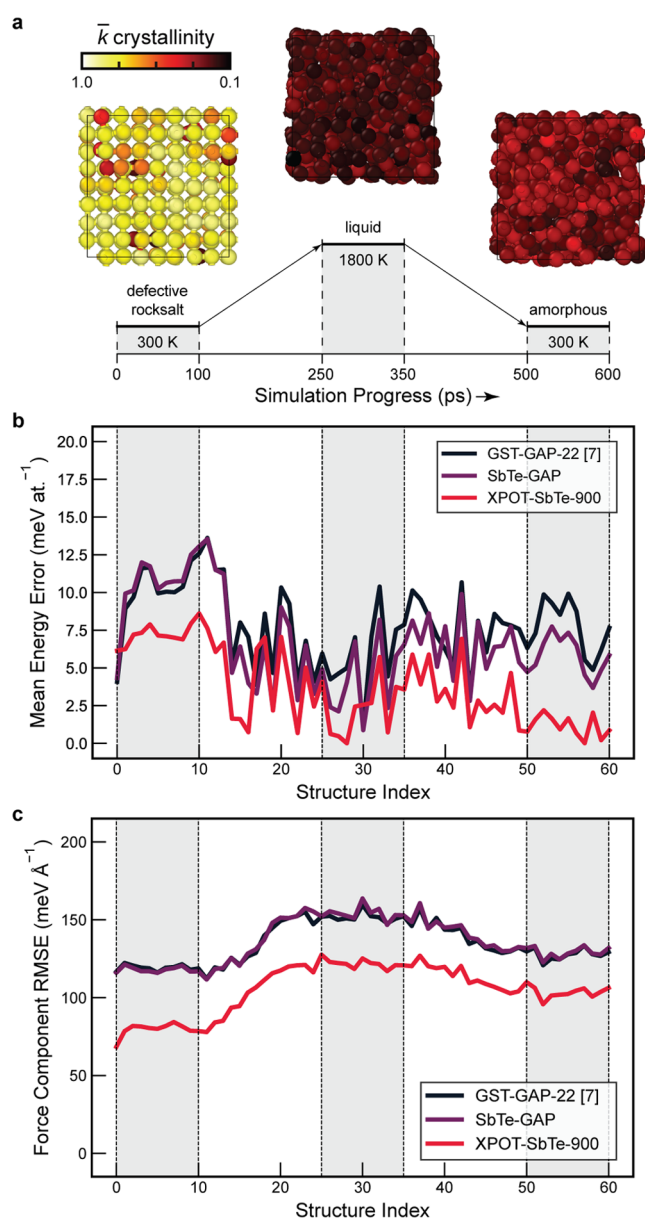 a
k̅ crystallinity
1.0 0.1
liquid
1800 K
defective
rocksalt
amorphous
300 K
300 K
0 100 250 350 500 600
Simulation Progress (ps)
b
20.0
17.5
15.0
12.5
10.0
7.5
5.0
2.5
0.0
Mean Energy Error (meV at.⁻¹)
GST-GAP-22 [7]
SbTe-GAP
XPOT-SbTe-900
0 10 20 30 40 50 60
Structure Index
c
200
150
100
50
0
Force Component RMSE (meV Å⁻¹)
GST-GAP-22 [7]
SbTe-GAP
XPOT-SbTe-900
0 10 20 30 40 50 60
Structure Index